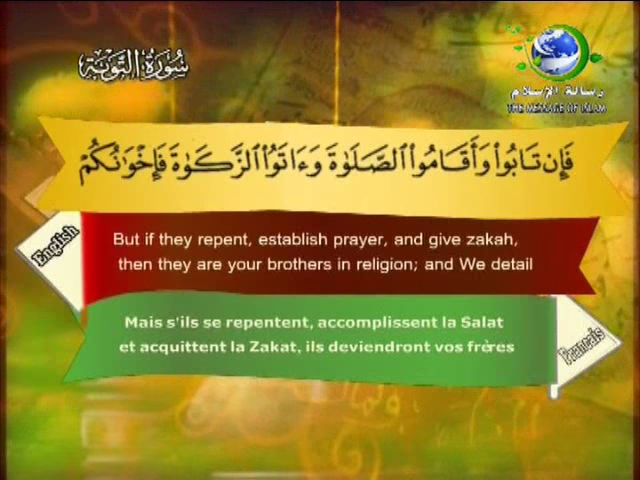 سُورَةُ التَّوْبَة
رسالة الإسلام
THE MESSAGE OF ISLAM
فَإِن تَابُوا۟ وَأَقَامُوا۟ ٱلصَّلَوٰةَ وَءَاتَوُا۟ ٱلزَّكَوٰةَ فَإِخْوَٰنُكُمْ
English
But if they repent, establish prayer, and give zakah,
then they are your brothers in religion; and We detail
Mais s'ils se repentent, accomplissent la Salat
et acquittent la Zakat, ils deviendront vos frères
Francais